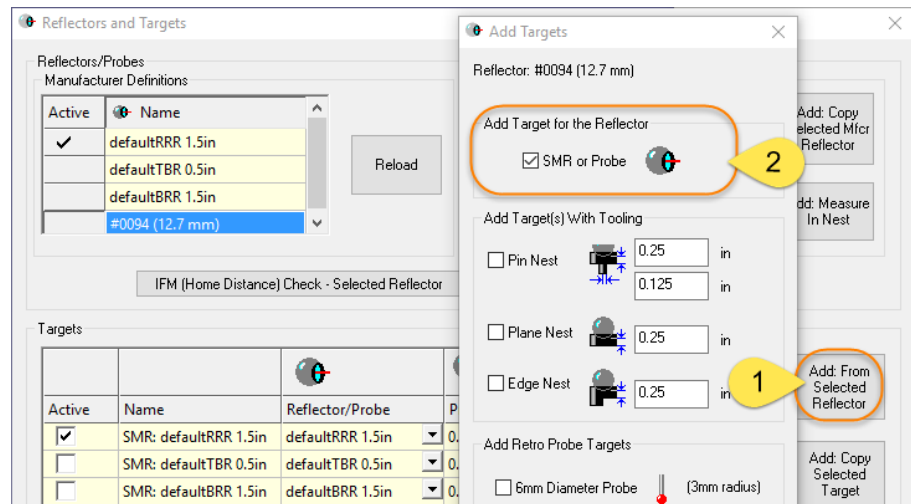 Reflectors and Targets
Reflectors/Probes
Manufacturer Definitions
Active Name
defaultRRR 1.5in
defaultTBR 0.5in
defaultBRR 1.5in
#0094 (12.7 mm)
Reload
IFM (Home Distance) Check - Selected Reflector
Add: Copy
Selected Mfcr
Reflector
Add: Measure
In Nest
Targets
Active Name Reflector/Probe
SMR: defaultRRR 1.5in defaultRRR 1.5in 0.
SMR: defaultTBR 0.5in defaultTBR 0.5in 0.
SMR: defaultBRR 1.5in defaultBRR 1.5in 0.
Add Targets
Reflector: #0094 (12.7 mm)
Add Target for the Reflector
SMR or Probe
2
Add Target(s) With Tooling
Pin Nest 0.25 in
0.125 in
Plane Nest 0.25 in
Edge Nest 0.25 in
1
Add Retro Probe Targets
6mm Diameter Probe (3mm radius)
Add: From
Selected
Reflector
Add: Copy
Selected
Target